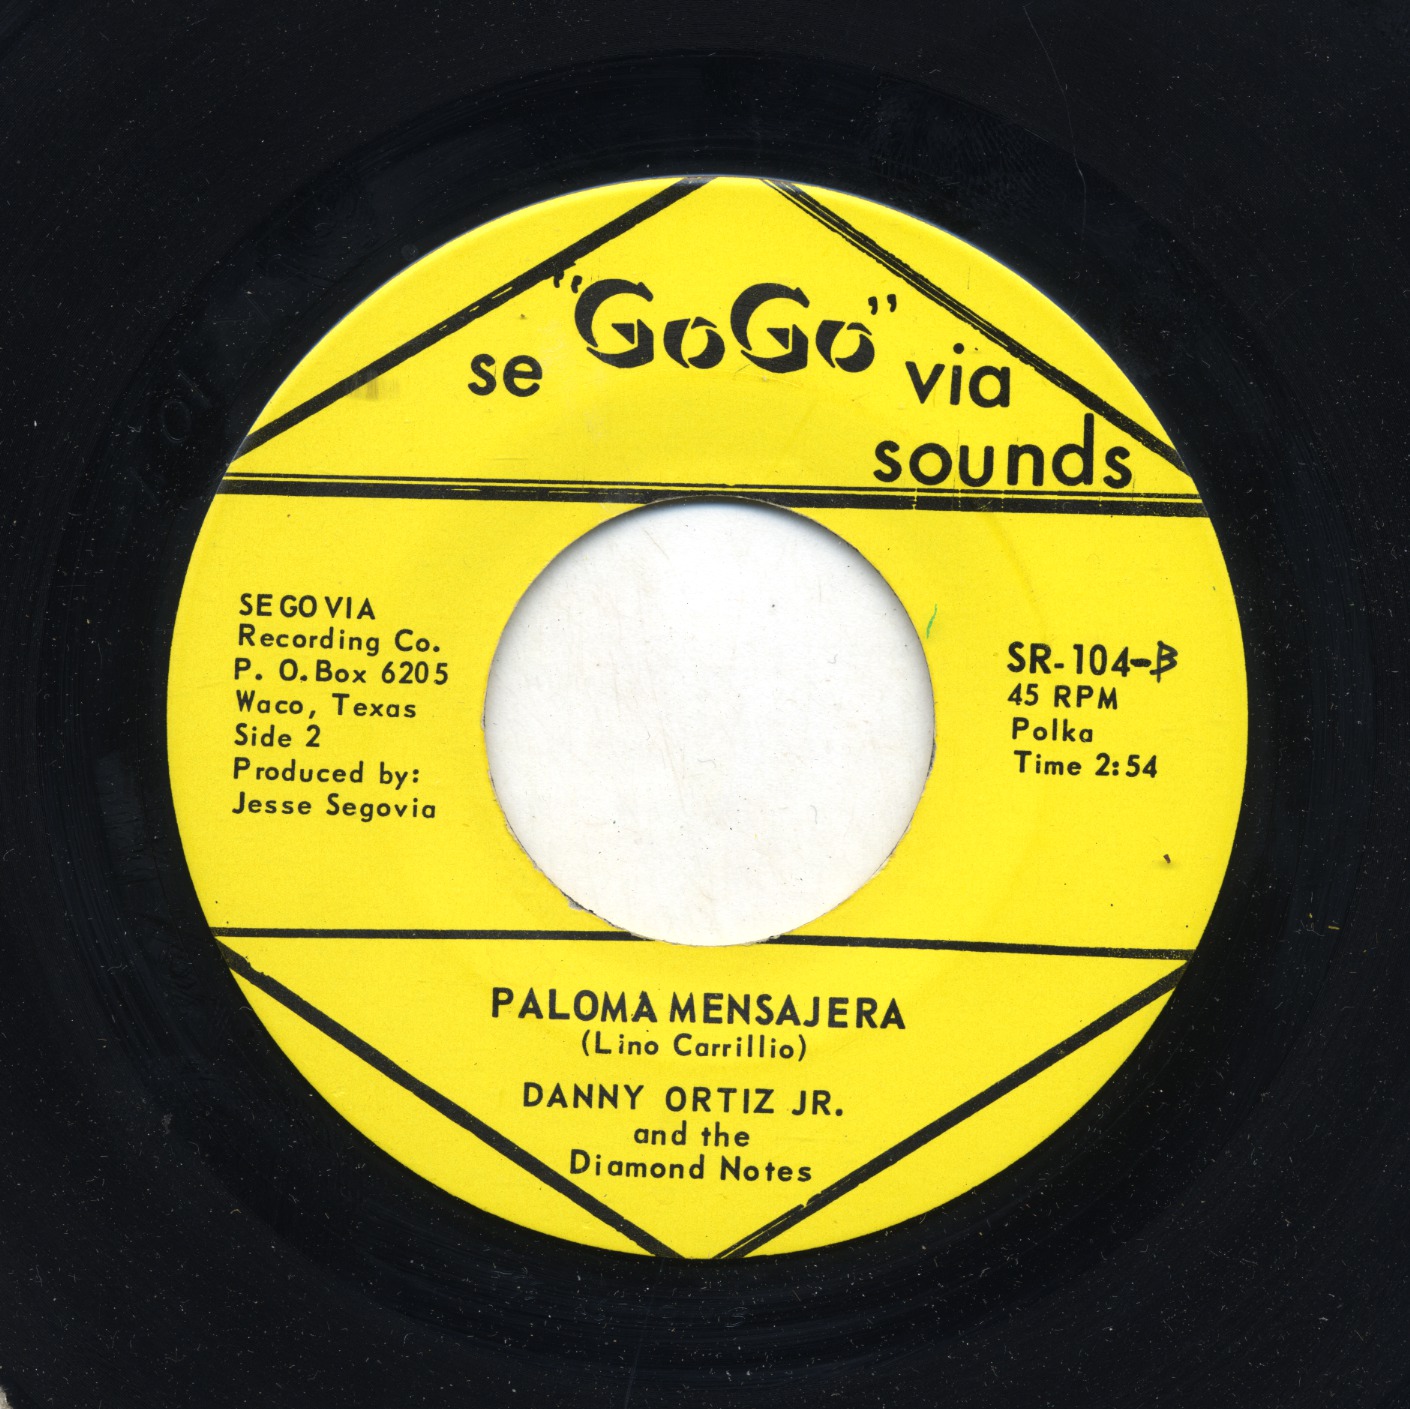 se "GoGo" via
sounds
SEGOVIA
Recording Co.
P. O. Box 6205
Waco, Texas
Side 2
Produced by:
Jesse Segovia
SR-104-B
45 RPM
Polka
Time 2:54
PALOMA MENSAJERA
(Lino Carrillio)
DANNY ORTIZ JR.
and the
Diamond Notes